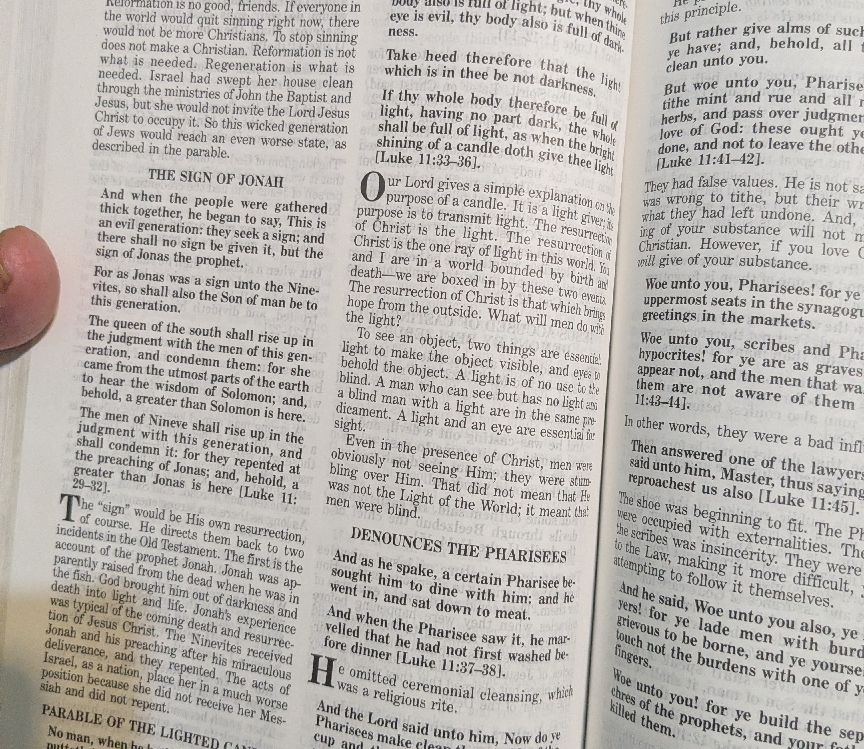 Reformation is no good, friends. If everyone in
the world would quit sinning right now, there
would not be more Christians. To stop sinning
does not make a Christian. Reformation is not
what is needed. Regeneration is what is
needed. Israel had swept her house clean
through the ministries of John the Baptist and
Jesus, but she would not invite the Lord Jesus
Christ to occupy it. So this wicked generation
of Jews would reach an even worse state, as
described in the parable.
THE SIGN OF JONAH
And when the people were gathered
thick together, he began to say, This is
an evil generation: they seek a sign; and
there shall no sign be given it, but the
sign of Jonas the prophet.
For as Jonas was a sign unto the Nine-
vites, so shall also the Son of man be to
this generation.
The queen of the south shall rise up in
the judgment with the men of this gen-
eration, and condemn them: for she
came from the utmost parts of the earth
to hear the wisdom of Solomon; and,
behold, a greater than Solomon is here.
The men of Nineve shall rise up in the
judgment with this generation, and
shall condemn it: for they repented at
the preaching of Jonas; and, behold, a
greater than Jonas is here [Luke 11:
29–32].
The “sign” would be His own resurrection,
of course. He directs them back to two
incidents in the Old Testament. The first is the
account of the prophet Jonah. Jonah was ap-
parently raised from the dead when he was in
the fish. God brought him out of darkness and
death into light and life. Jonah's experience
was typical of the coming death and resurrec-
tion of Jesus Christ. The Ninevites received
Jonah and his preaching after his miraculous
deliverance, and they repented. The acts of
Israel, as a nation, place her in a much worse
position because she did not receive her Mes-
siah and did not repent.
PARABLE OF THE LIGHTED
No man, when he
body also is full of light; but when thine
eye is evil, thy body also is full of dark-
ness.
Take heed therefore that the light
which is in thee be not darkness.
If thy whole body therefore be full of
light, having no part dark, the whole
shall be full of light, as when the bright
shining of a candle doth give thee light
[Luke 11:33–36].
Our Lord gives a simple explanation on the
purpose of a candle. It is a light giver; its
purpose is to transmit light. The resurrection
of Christ is the light. The resurrection of
Christ is the one ray of light in this world. You
and I are in a world bounded by birth and
death—we are boxed in by these two events.
The resurrection of Christ is that which brings
hope from the outside. What will men do with
the light?
To see an object, two things are essential:
light to make the object visible, and eyes to
behold the object. A light is of no use to the
blind. A man who can see but has no light and
a blind man with a light are in the same pre-
dicament. A light and an eye are essential for
sight.
Even in the presence of Christ, men were
obviously not seeing Him; they were stum-
bling over Him. That did not mean that He
was not the Light of the World; it meant that
men were blind.
DENOUNCES THE PHARISEES
And as he spake, a certain Pharisee be-
sought him to dine with him: and he
went in, and sat down to meat.
And when the Pharisee saw it, he mar-
velled that he had not first washed be-
fore dinner [Luke 11:37–38].
He omitted ceremonial cleansing, which
was a religious rite.
And the Lord said unto him, Now do ye
Pharisees make clean the
cup and
this principle.
But rather give alms of such
ye have; and, behold, all
clean unto you.
But woe unto you,
tithe mint and rue and all
herbs, and pass over
love of God: these ought
done, and not to leave the
[Luke 11:41–42].
They had false values. He is not
was wrong to tithe, but their
what they had left undone. And,
of your substance will not
Christian. However, if you love
will give of your substance.
Woe unto you, Pharisees! for ye
uppermost seats in the
greetings in the markets.
Woe unto you, scribes and
hypocrites! for ye are as graves
appear not, and the men that
them are not aware of them
11:43–44].
In other words, they were a bad
Then answered one of the lawyers
said unto him, Master, thus saying
reproachest us also [Luke 11:45].
The shoe was beginning to fit. The
were occupied with externalities. The
the scribes was insincerity. They were
to the Law, making it more difficult,
attempting to follow it themselves.
And he said, Woe unto you also, ye
for ye lade men with
grievous to be borne, and ye
touch not the burdens with one of
fingers.
Woe unto you! for ye build the
of the prophets, and your
killed them.